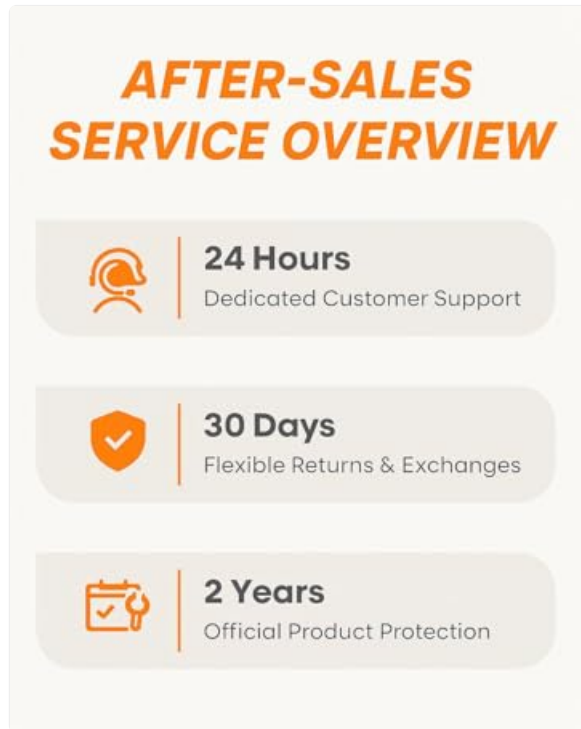 AFTER-SALES
SERVICE OVERVIEW
24 Hours
Dedicated Customer Support
30 Days
Flexible Returns & Exchanges
2 Years
Official Product Protection